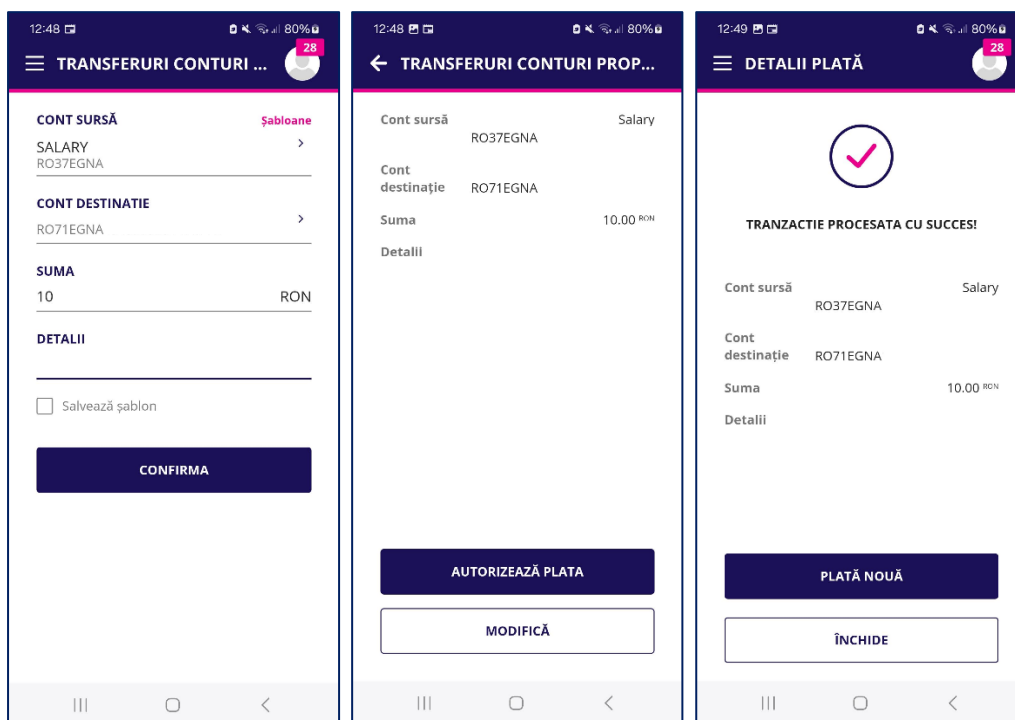 12:48 80%
28
TRANSFERURI CONTURI ...
CONT SURSĂ Șabloane
SALARY
RO37EGNA
CONT DESTINATIE
RO71EGNA
SUMA
10 RON
DETALII
Salvează șablon
CONFIRMA
12:48 80%
TRANSFERURI CONTURI PROP...
Cont sursă Salary
RO37EGNA
Cont
destinație RO71EGNA
Suma 10.00 RON
Detalii
AUTORIZEAZĂ PLATA
MODIFICĂ
12:49 80%
28
DETALII PLATĂ
TRANZACTIE PROCESATA CU SUCCES!
Cont sursă Salary
RO37EGNA
Cont
destinație RO71EGNA
Suma 10.00 RON
Detalii
PLATĂ NOUĂ
ÎNCHIDE